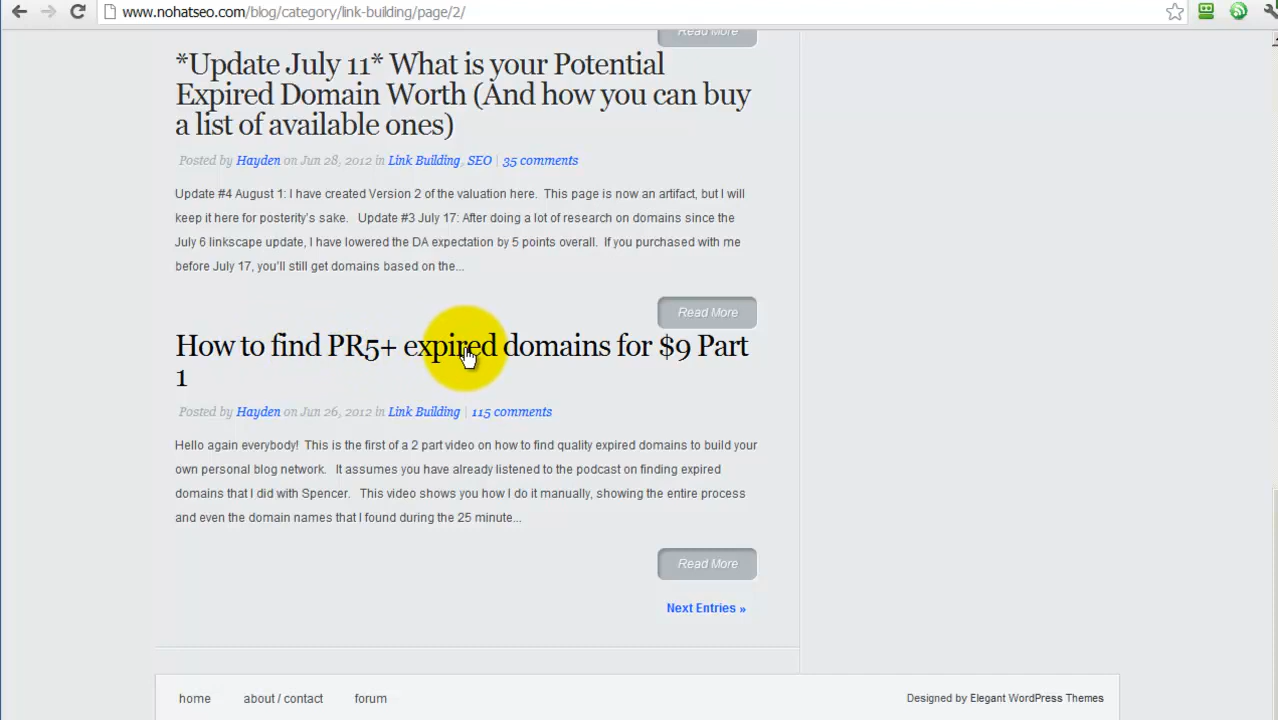 www.nohatseo.com/blog/category/link-building/page/2/
Read More
*Update July 11* What is your Potential
Expired Domain Worth (And how you can buy
a list of available ones)
Posted by Hayden on Jun 28, 2012 in Link Building, SEO | 35 comments
Update #4 August 1: I have created Version 2 of the valuation here.  This page is now an artifact, but I will
keep it here for posterity's sake.   Update #3 July 17: After doing a lot of research on domains since the
July 6 linkscape update, I have lowered the DA expectation by 5 points overall.  If you purchased with me
before July 17, you'll still get domains based on the...
Read More
How to find PR5+ expired domains for $9 Part
1
Posted by Hayden on Jun 26, 2012 in Link Building | 115 comments
Hello again everybody!  This is the first of a 2 part video on how to find quality expired domains to build your
own personal blog network.   It assumes you have already listened to the podcast on finding expired
domains that I did with Spencer.   This video shows you how I do it manually, showing the entire process
and even the domain names that I found during the 25 minute...
Read More
Next Entries »
home about / contact forum Designed by Elegant WordPress Themes